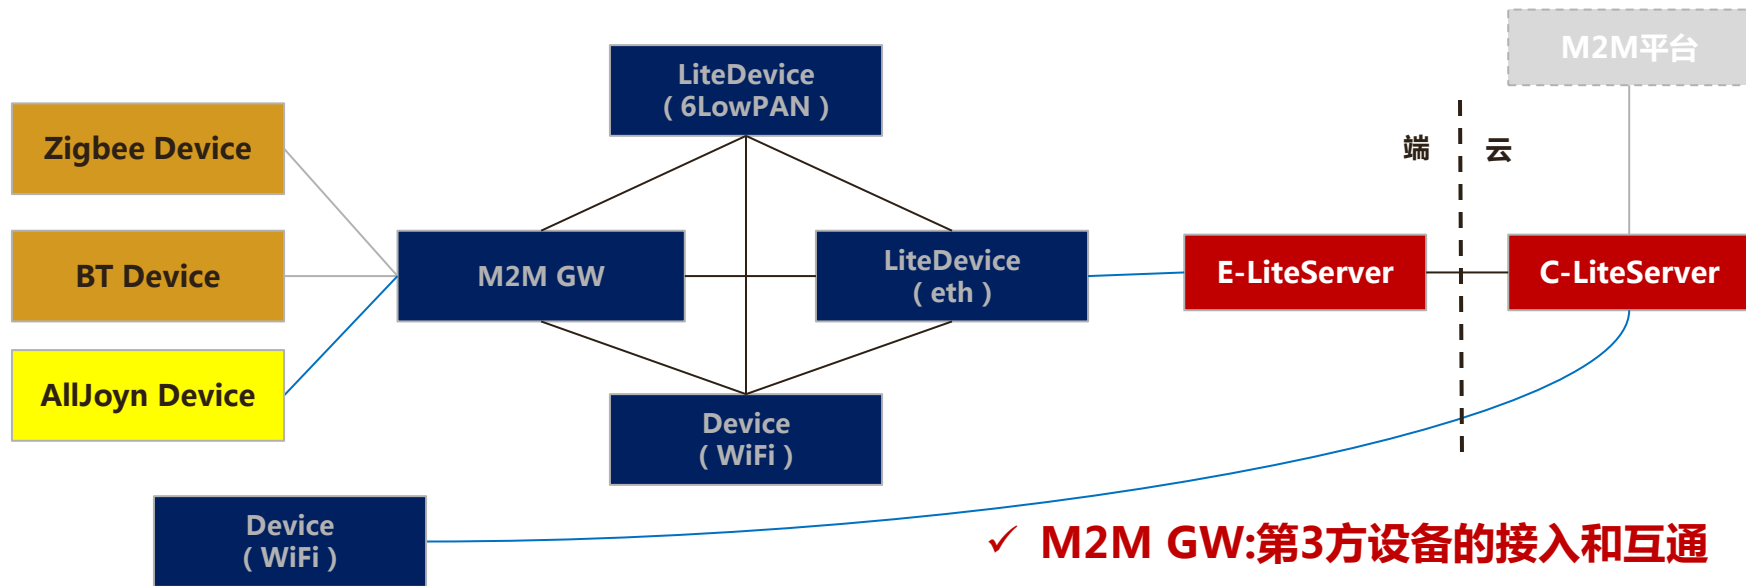 M2M平台
LiteDevice
（ 6LowPAN ）
Zigbee Device
端
云
BT Device
M2M GW
LiteDevice
（ eth ）
E-LiteServer
C-LiteServer
AllJoyn Device
Device
（ WiFi ）
Device
（ WiFi ）
✓ M2M GW:第3方设备的接入和互通